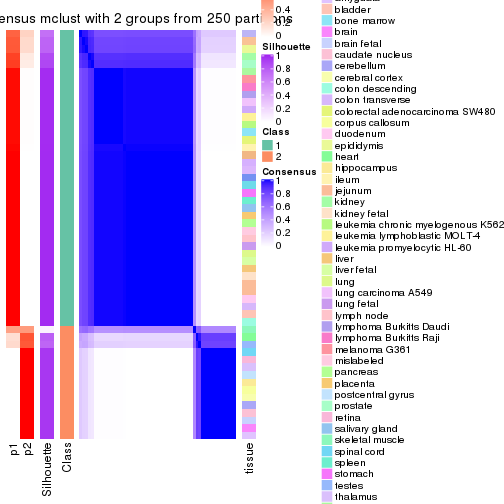 ensus mclust with 2 groups from 250 partitions
0.4
0.2
0
Silhouette
1
0.8
0.6
0.4
0.2
0
Class
1
2
Consensus
1
0.8
0.6
0.4
0.2
0
p1
p2
Silhouette
Class
tissue
bladder
bone marrow
brain
brain fetal
caudate nucleus
cerebellum
cerebral cortex
colon descending
colon transverse
colorectal adenocarcinoma SW480
corpus callosum
duodenum
epididymis
heart
hippocampus
ileum
jejunum
kidney
kidney fetal
leukemia chronic myelogenous K562
leukemia lymphoblastic MOLT-4
leukemia promyelocytic HL-60
liver
liver fetal
lung
lung carcinoma A549
lung fetal
lymph node
lymphoma Burkitts Daudi
lymphoma Burkitts Raji
melanoma G361
mislabeled
pancreas
placenta
postcentral gyrus
prostate
retina
salivary gland
skeletal muscle
spinal cord
spleen
stomach
testes
thalamus